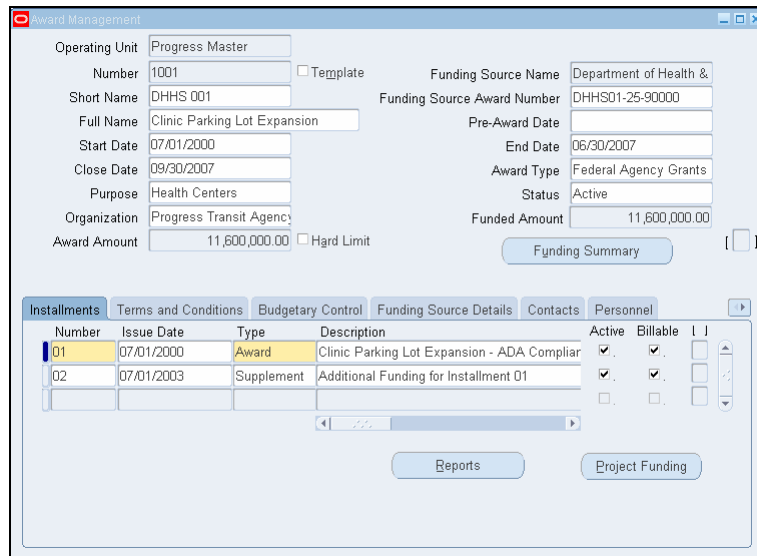 Award Management
Operating Unit Progress Master
Number 1001 Template Funding Source Name Department of Health &
Short Name DHHS 001 Funding Source Award Number DHHS01-25-90000
Full Name Clinic Parking Lot Expansion Pre-Award Date
Start Date 07/01/2000 End Date 06/30/2007
Close Date 09/30/2007 Award Type Federal Agency Grants
Purpose Health Centers Status Active
Organization Progress Transit Agency Funded Amount 11,600,000.00
Award Amount 11,600,000.00 Hard Limit Funding Summary [ ]
Installments Terms and Conditions Budgetary Control Funding Source Details Contacts Personnel
Number Issue Date Type Description Active Billable [ ]
01 07/01/2000 Award Clinic Parking Lot Expansion - ADA Complian
02 07/01/2003 Supplement Additional Funding for Installment 01
Reports Project Funding